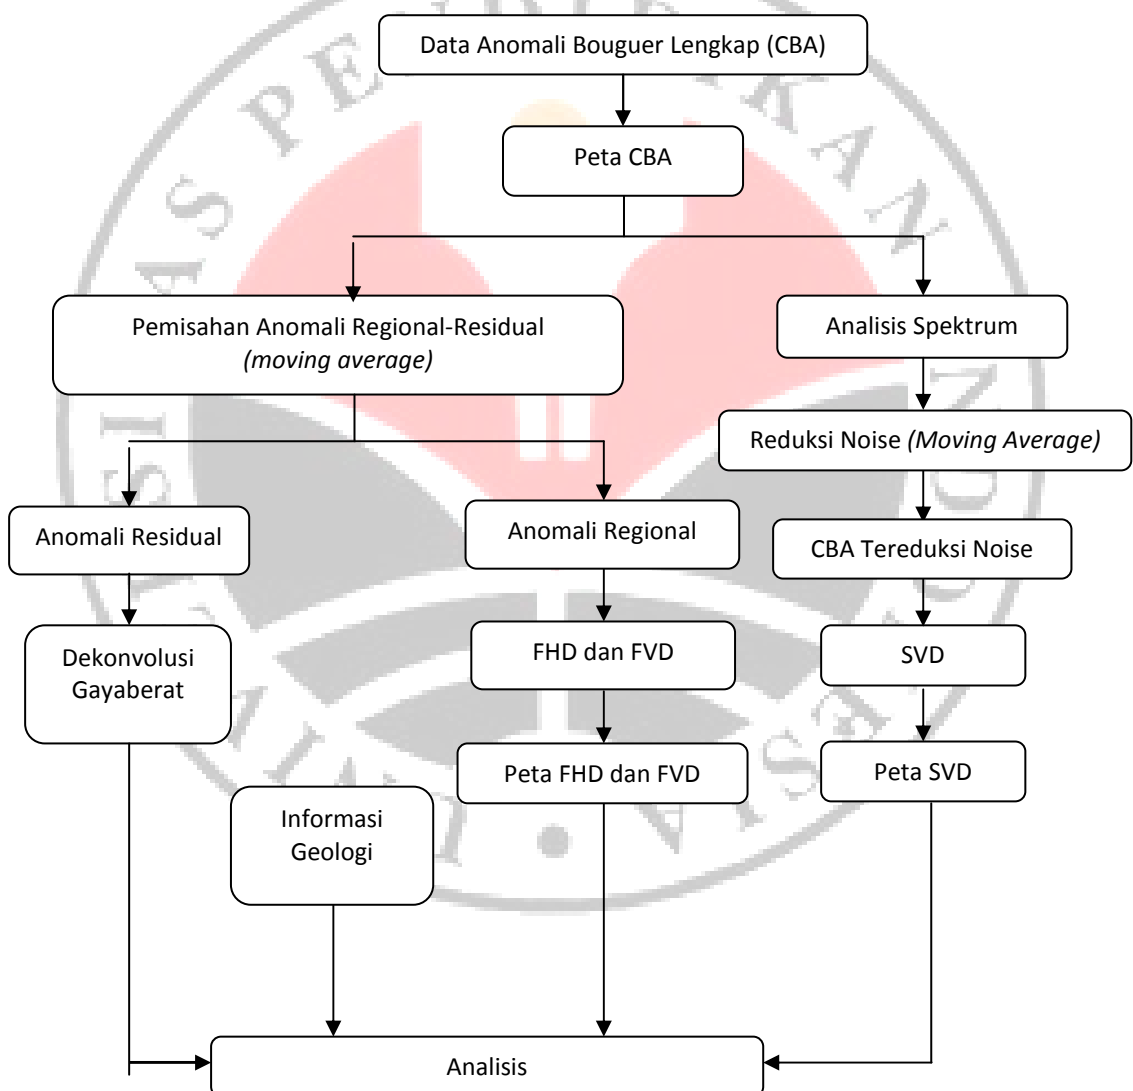 Data Anomali Bouguer Lengkap (CBA)
Peta CBA
Pemisahan Anomali Regional-Residual
(moving average)
Analisis Spektrum
Reduksi Noise (Moving Average)
Anomali Residual
Anomali Regional
CBA Tereduksi Noise
Dekonvolusi
Gayaberat
FHD dan FVD
SVD
Peta FHD dan FVD
Peta SVD
Informasi
Geologi
Analisis